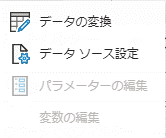 データの変換
データ ソース設定
パラメーターの編集
変数の編集